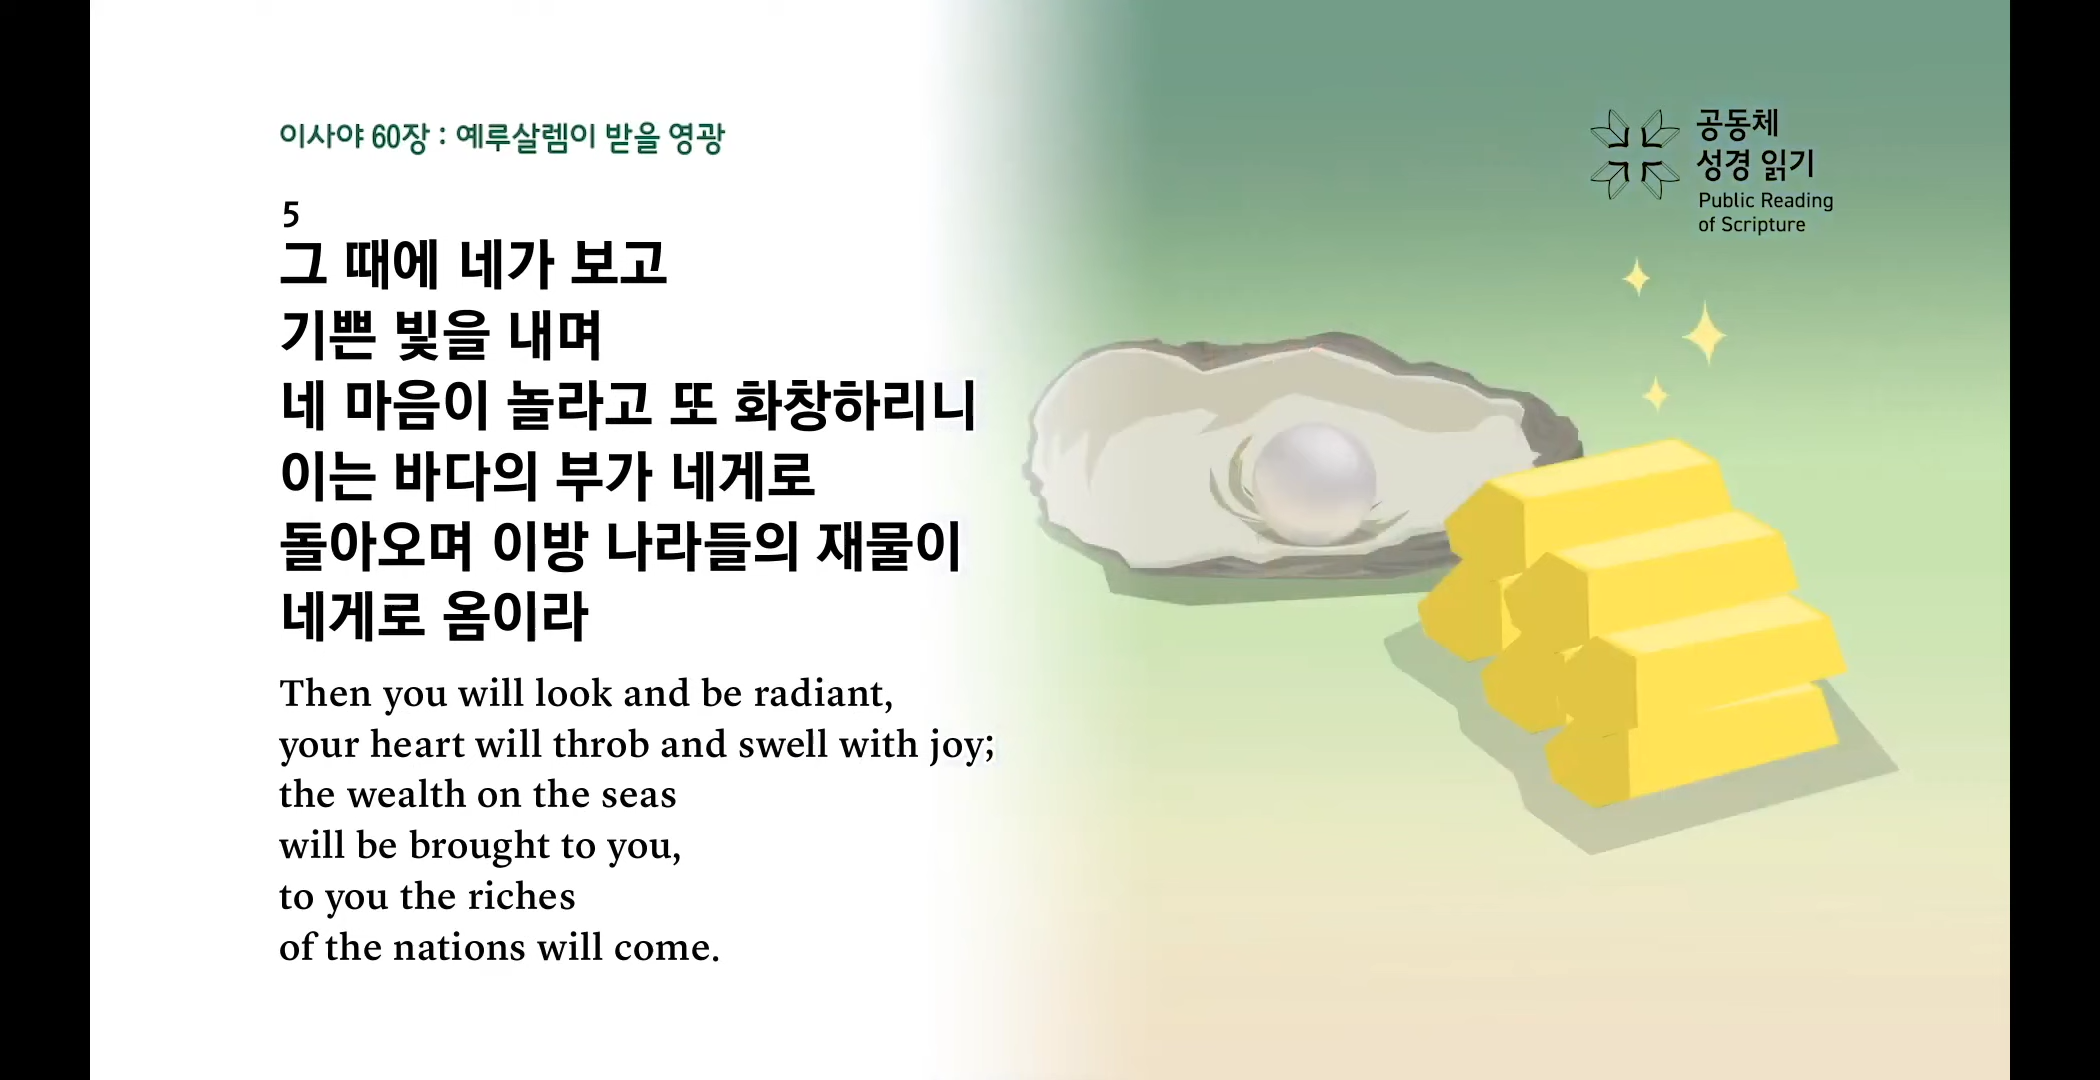 이사야 60장 : 예루살렘이 받을 영광
5
그 때에 네가 보고
기쁜 빛을 내며
네 마음이 놀라고 또 화창하리니
이는 바다의 부가 네게로
돌아오며 이방 나라들의 재물이
네게로 옴이라
Then you will look and be radiant,
your heart will throb and swell with joy;
the wealth on the seas
will be brought to you,
to you the riches
of the nations will come.
공동체
성경 읽기
Public Reading
of Scripture